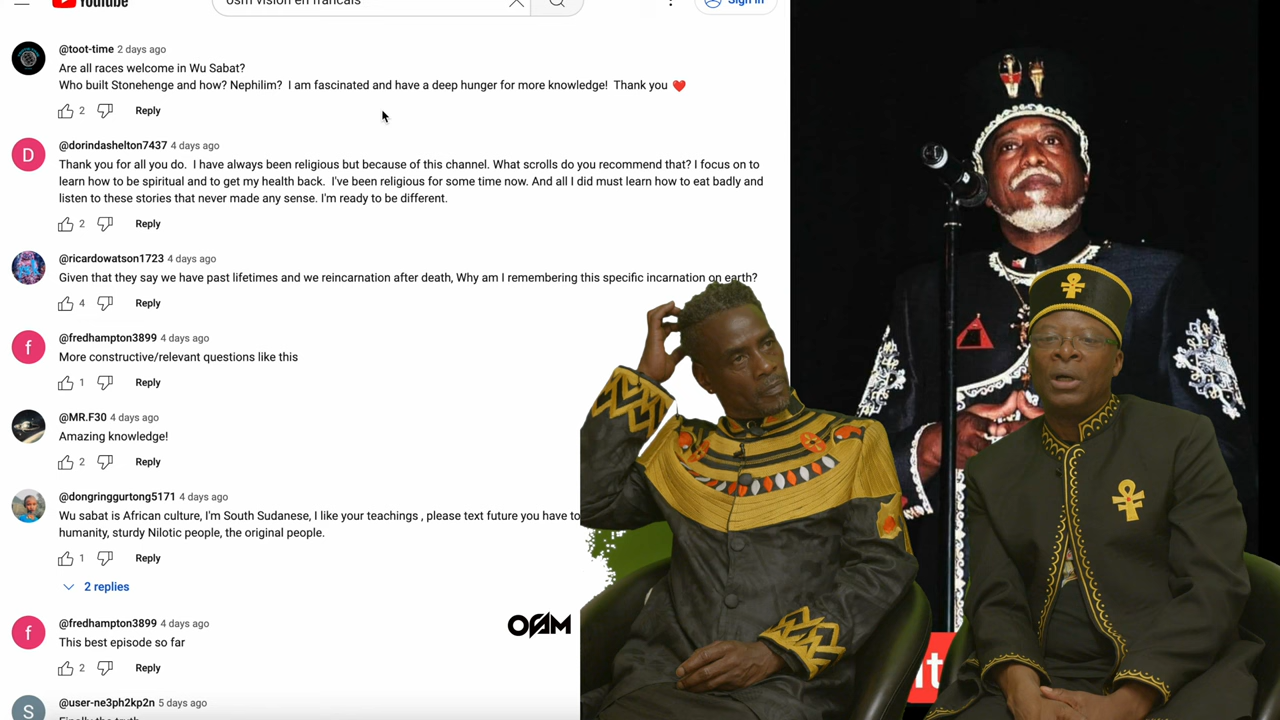 YouTube
osm vision en francais
Sign in
@toot-time 2 days ago
Are all races welcome in Wu Sabat?
Who built Stonehenge and how? Nephilim? I am fascinated and have a deep hunger for more knowledge! Thank you ❤️
2 Reply
@dorindashelton7437 4 days ago
Thank you for all you do. I have always been religious but because of this channel. What scrolls do you recommend that? I focus on to
learn how to be spiritual and to get my health back. I've been religious for some time now. And all I did must learn how to eat badly and
listen to these stories that never made any sense. I'm ready to be different.
2 Reply
@ricardowatson1723 4 days ago
Given that they say we have past lifetimes and we reincarnation after death, Why am I remembering this specific incarnation on earth?
4 Reply
@fredhampton3899 4 days ago
More constructive/relevant questions like this
1 Reply
@MR.F30 4 days ago
Amazing knowledge!
2 Reply
@dongringgurtong5171 4 days ago
Wu sabat is African culture, I'm South Sudanese, I like your teachings , please text future you have to
humanity, sturdy Nilotic people, the original people.
1 Reply
2 replies
@fredhampton3899 4 days ago
This best episode so far
2 Reply
@user-ne3ph2kp2n 5 days ago
Finally the truth
D
f
f
S
OSM
it